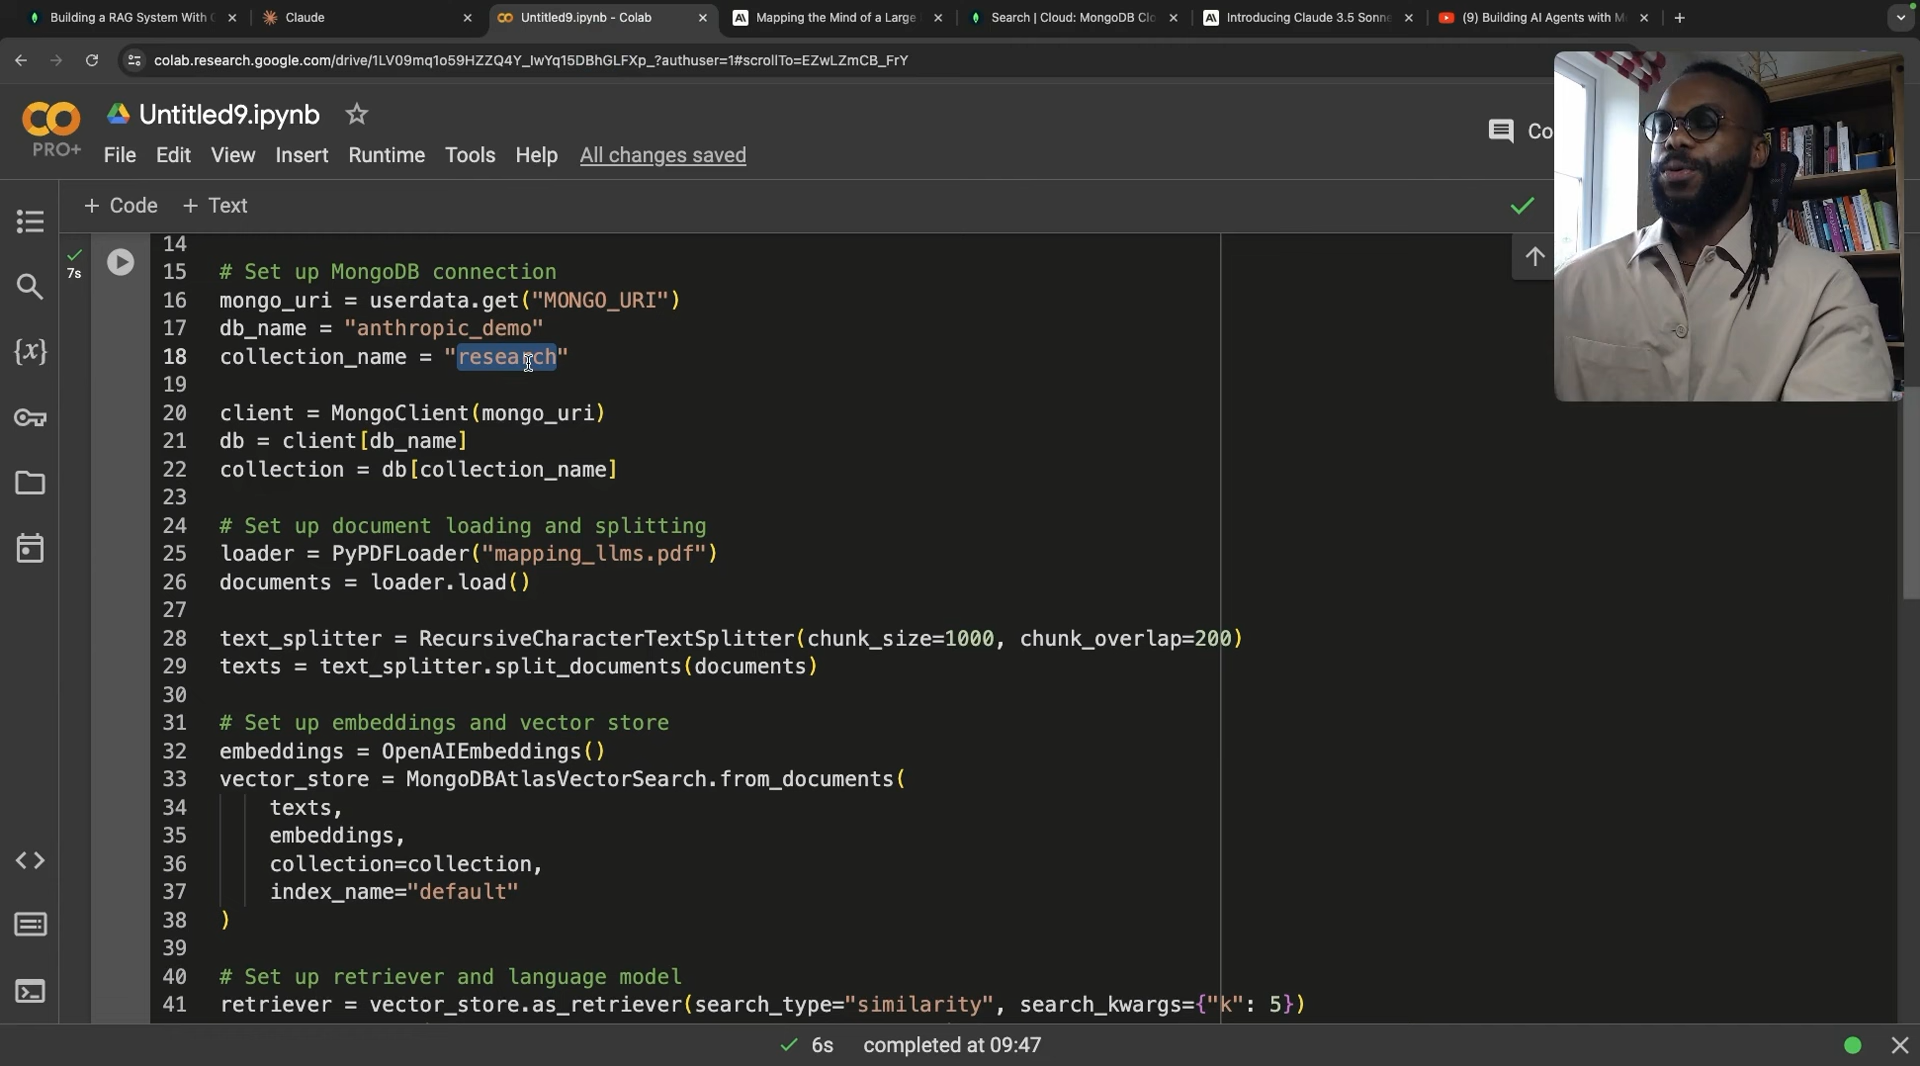 Building a RAG System With
Claude
Untitled9.ipynb - Colab
Mapping the Mind of a Large
Search | Cloud: MongoDB Clo
Introducing Claude 3.5 Sonne
(9) Building AI Agents with M
colab.research.google.com/drive/1LV09mq1o59HZZQ4Y_IwYq15DBhGLFXp_?authuser=1#scrollTo=EZwLZmCB_FrY
Untitled9.ipynb
PRO+
File Edit View Insert Runtime Tools Help All changes saved
Co
+ Code + Text
7s
14
15 # Set up MongoDB connection
16 mongo_uri = userdata.get("MONGO_URI")
17 db_name = "anthropic_demo"
18 collection_name = "research"
19
20 client = MongoClient(mongo_uri)
21 db = client[db_name]
22 collection = db[collection_name]
23
24 # Set up document loading and splitting
25 loader = PyPDFLoader("mapping_llms.pdf")
26 documents = loader.load()
27
28 text_splitter = RecursiveCharacterTextSplitter(chunk_size=1000, chunk_overlap=200)
29 texts = text_splitter.split_documents(documents)
30
31 # Set up embeddings and vector store
32 embeddings = OpenAIEmbeddings()
33 vector_store = MongoDBAtlasVectorSearch.from_documents(
34 texts,
35 embeddings,
36 collection=collection,
37 index_name="default"
38 )
39
40 # Set up retriever and language model
41 retriever = vector_store.as_retriever(search_type="similarity", search_kwargs={"k": 5})
6s completed at 09:47